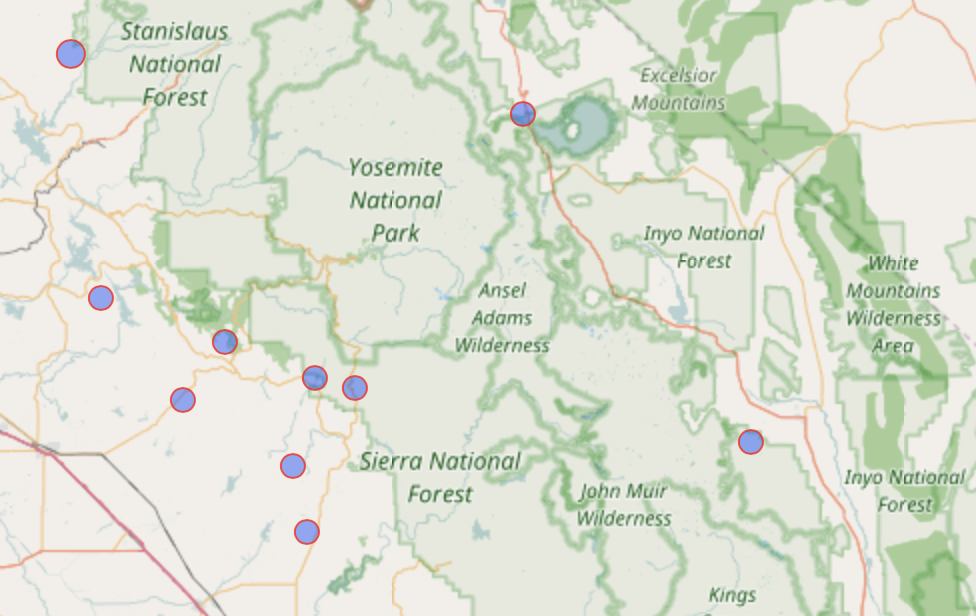 Stanislaus
National
Forest
Excelsior
Mountains
Yosemite
National
Park
Inyo National
Forest
White
Mountains
Wilderness
Area
Ansel
Adams
Wilderness
Sierra National
Forest
John Muir
Wilderness
Inyo National
Forest
Kings